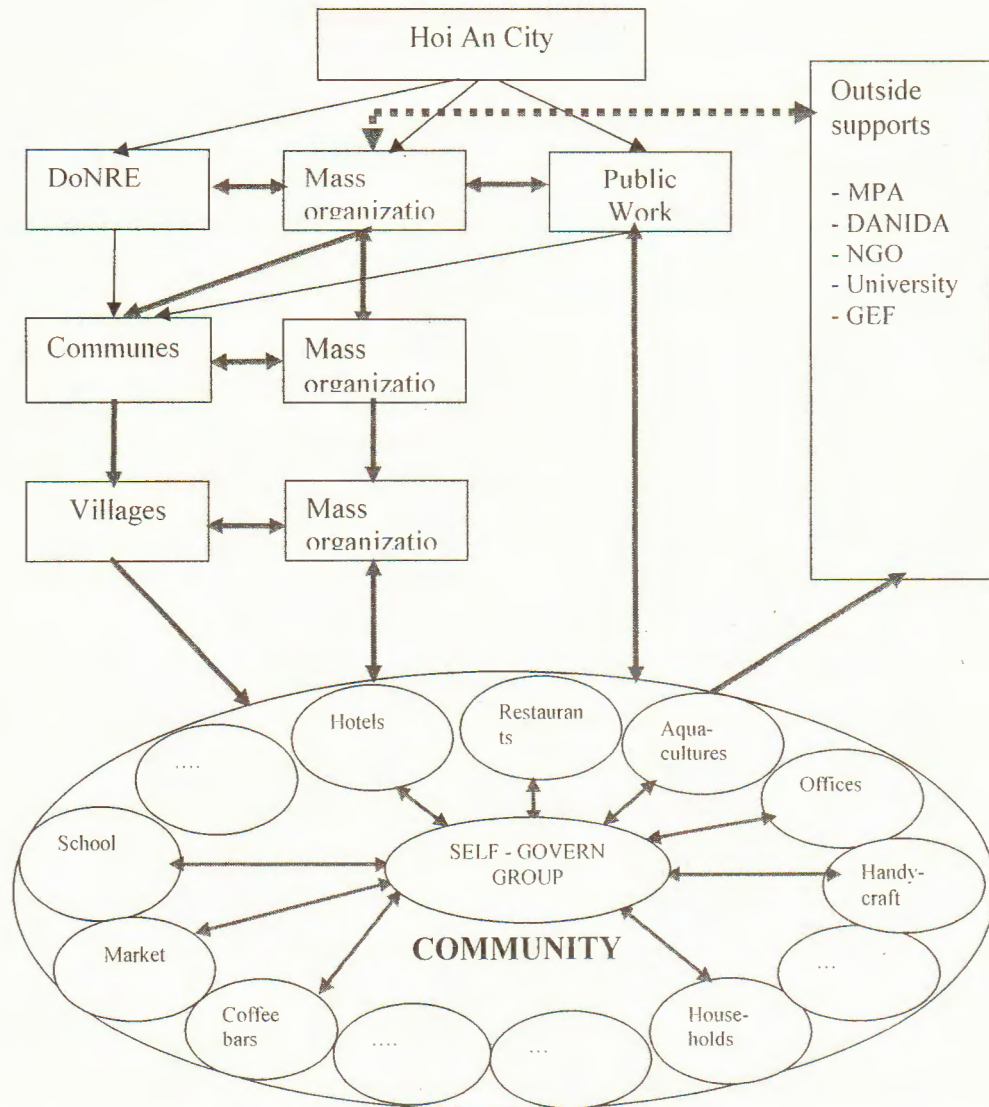 Hoi An City
Outside
supports
- MPA
- DANIDA
- NGO
- University
- GEF
DoNRE
Mass
organizatio
Public
Work
Communes
Mass
organizatio
Villages
Mass
organizatio
Hotels
Restauran
ts
Aqua-
cultures
....
Offices
School
SELF - GOVERN
GROUP
Handy-
craft
COMMUNITY
Market
...
Coffee
bars
....
...
House-
holds